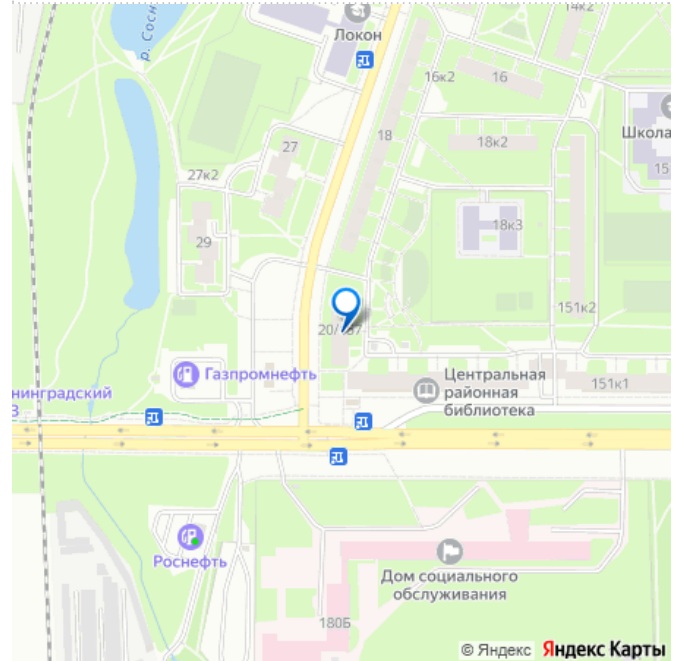 р. Сосн
Локон
14к2
16к2
16
18
18к2
Школа
15
27
27к2
18к3
29
151к2
20/
37
Газпромнефть
нинградский
З
Центральная
районная
библиотека
151к1
Роснефть
Дом социального
обслуживания
180Б
© Яндекс Яндекс Карты